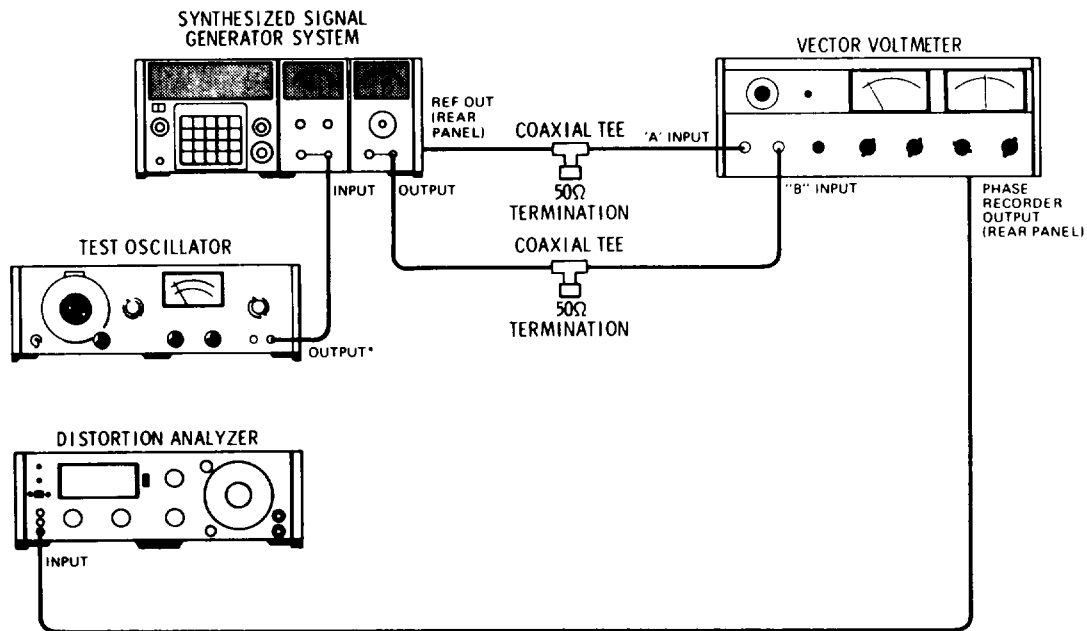 SYNTHESIZED SIGNAL
GENERATOR SYSTEM
VECTOR VOLTMETER
REF OUT
(REAR
PANEL)
COAXIAL TEE
'A' INPUT
50Ω
TERMINATION
INPUT
OUTPUT
"B" INPUT
PHASE
RECORDER
OUTPUT
(REAR PANEL)
TEST OSCILLATOR
COAXIAL TEE
50Ω
TERMINATION
OUTPUT*
DISTORTION ANALYZER
INPUT